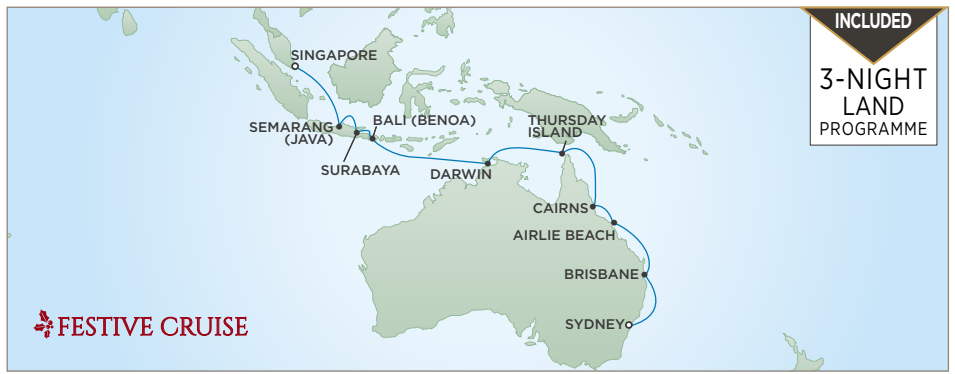 INCLUDED
3-NIGHT
LAND
PROGRAMME
SINGAPORE
SEMARANG
(JAVA)
BALI (BENOA)
SURABAYA
DARWIN
THURSDAY
ISLAND
CAIRNS
AIRLIE BEACH
BRISBANE
SYDNEY
FESTIVE CRUISE